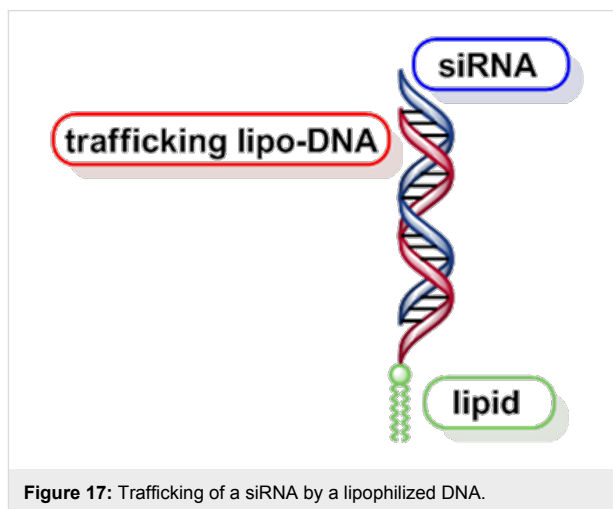 siRNA
trafficking lipo-DNA
lipid
Figure 17: Trafficking of a siRNA by a lipophilized DNA.